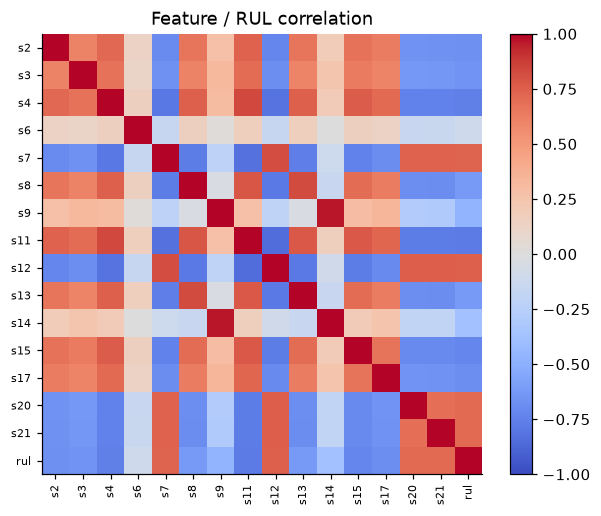 Feature / RUL correlation
s2
s3
s4
s6
s7
s8
s9
s11
s12
s13
s14
s15
s17
s20
s21
rul
s2 s3 s4 s6 s7 s8 s9 s11 s12 s13 s14 s15 s17 s20 s21 rul
1.00
0.75
0.50
0.25
0.00
−0.25
−0.50
−0.75
−1.00